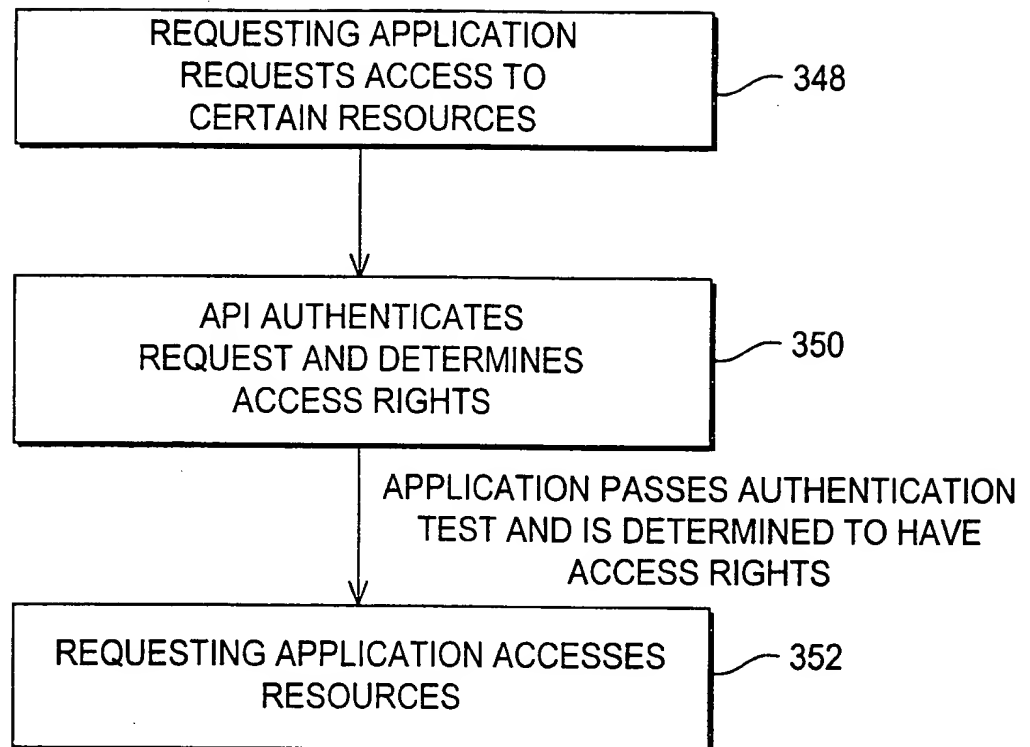 REQUESTING APPLICATION
REQUESTS ACCESS TO
CERTAIN RESOURCES
348
API AUTHENTICATES
REQUEST AND DETERMINES
ACCESS RIGHTS
350
APPLICATION PASSES AUTHENTICATION
TEST AND IS DETERMINED TO HAVE
ACCESS RIGHTS
REQUESTING APPLICATION ACCESSES
RESOURCES
352